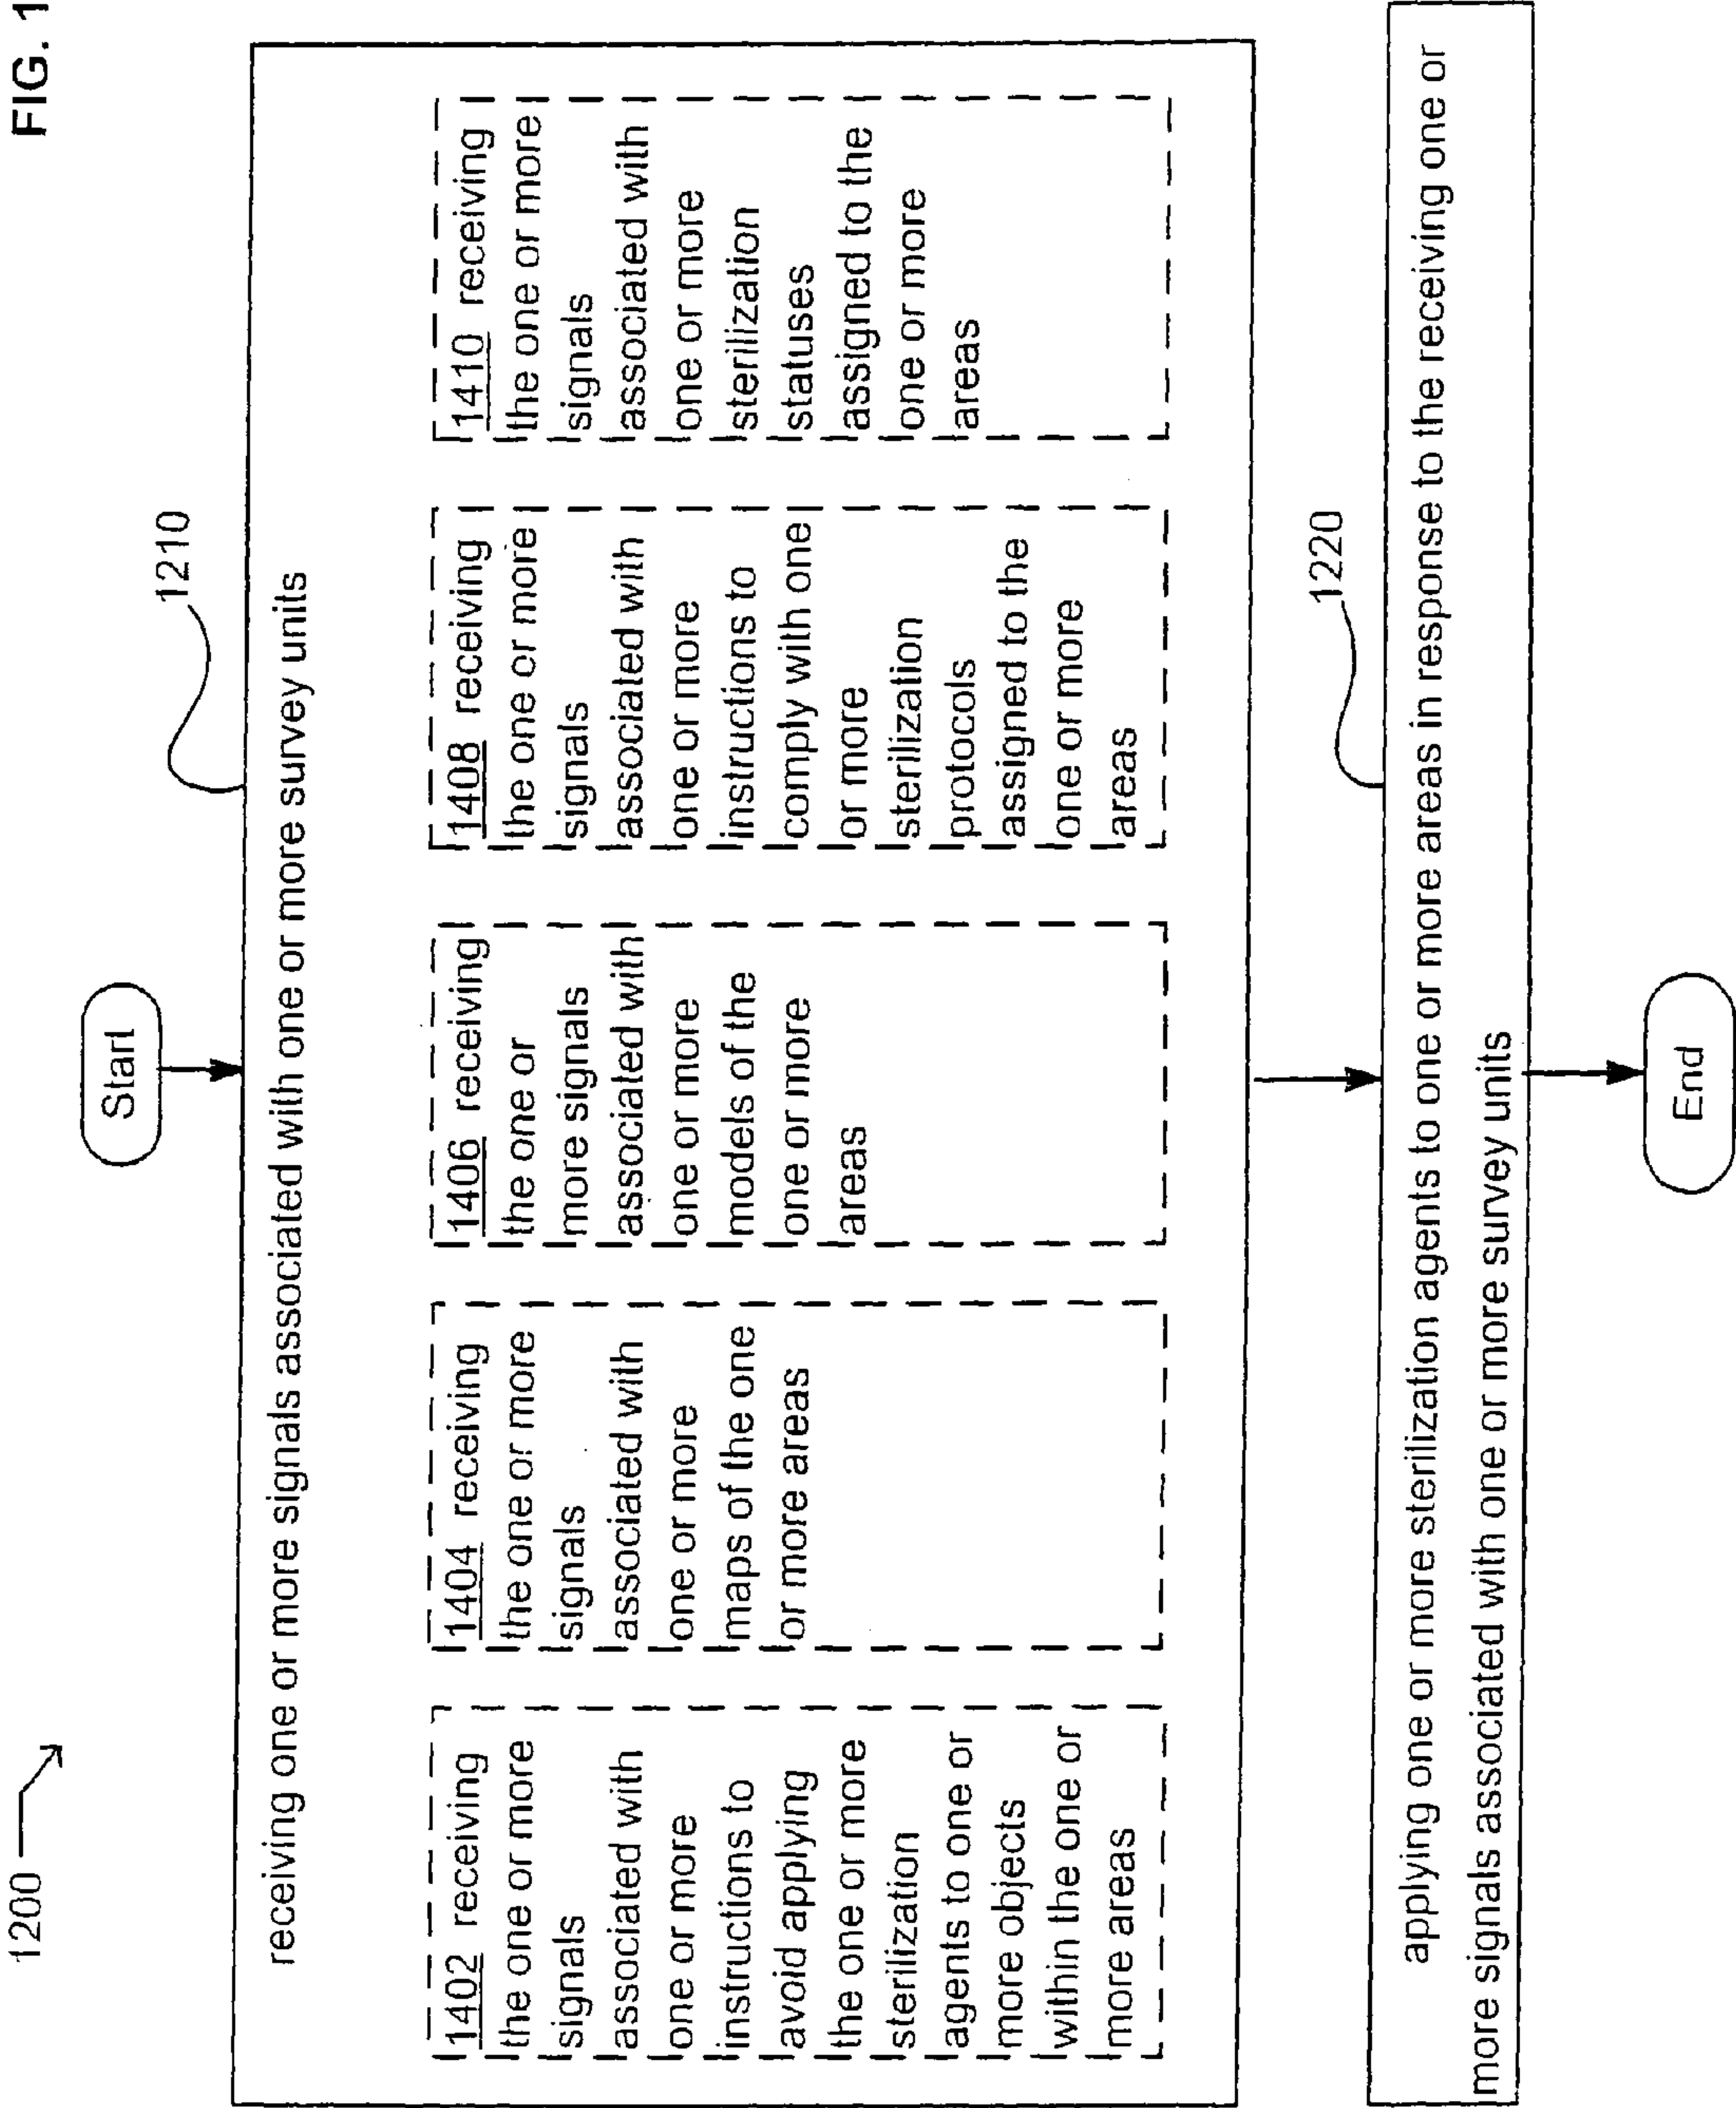 FIG. 1
1200
Start
1210
receiving one or more signals associated with one or more survey units
1402 receiving
the one or more
signals
associated with
one or more
instructions to
avoid applying
the one or more
sterilization
agents to one or
more objects
within the one or
more areas
1404 receiving
the one or more
signals
associated with
one or more
maps of the one
or more areas
1406 receiving
the one or
more signals
associated with
one or more
models of the
one or more
areas
1408 receiving
the one or more
signals
associated with
one or more
instructions to
comply with one
or more
sterilization
protocols
assigned to the
one or more
areas
1410 receiving
the one or more
signals
associated with
one or more
sterilization
statuses
assigned to the
one or more
areas
1220
applying one or more sterilization agents to one or more areas in response to the receiving one or
more signals associated with one or more survey units
End